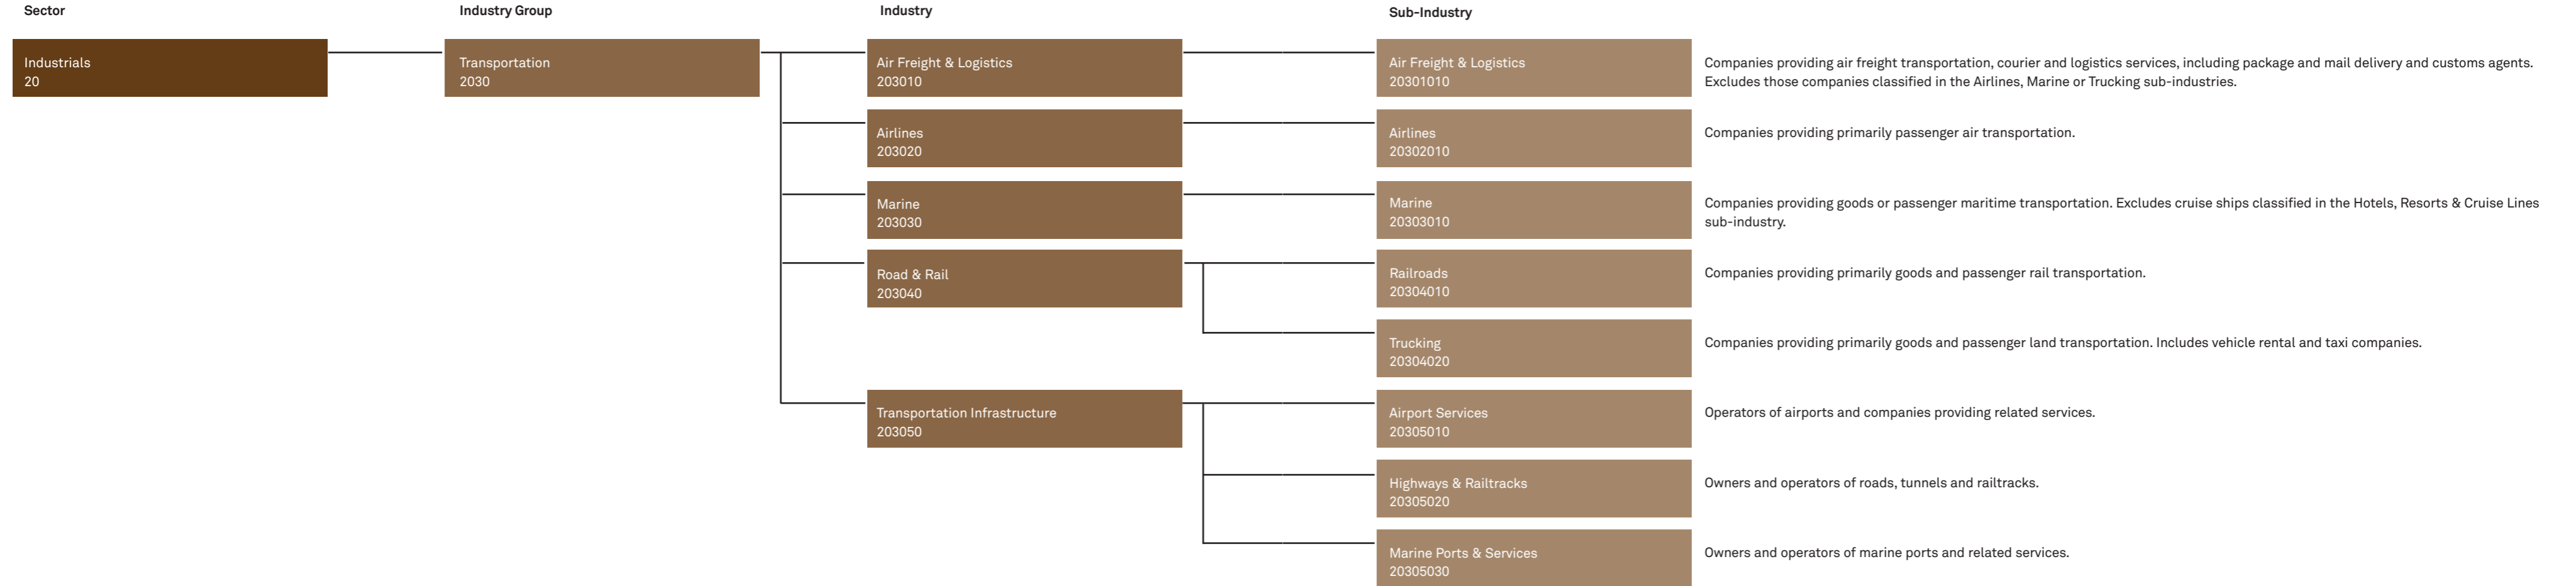 Sector
Industry Group
Industry
Sub-Industry
Industrials
20
Transportation
2030
Air Freight & Logistics
203010
Air Freight & Logistics
20301010
Companies providing air freight transportation, courier and logistics services, including package and mail delivery and customs agents.
Excludes those companies classified in the Airlines, Marine or Trucking sub-industries.
Airlines
203020
Airlines
20302010
Companies providing primarily passenger air transportation.
Marine
203030
Marine
20303010
Companies providing goods or passenger maritime transportation. Excludes cruise ships classified in the Hotels, Resorts & Cruise Lines
sub-industry.
Road & Rail
203040
Railroads
20304010
Companies providing primarily goods and passenger rail transportation.
Trucking
20304020
Companies providing primarily goods and passenger land transportation. Includes vehicle rental and taxi companies.
Transportation Infrastructure
203050
Airport Services
20305010
Operators of airports and companies providing related services.
Highways & Railtracks
20305020
Owners and operators of roads, tunnels and railtracks.
Marine Ports & Services
20305030
Owners and operators of marine ports and related services.